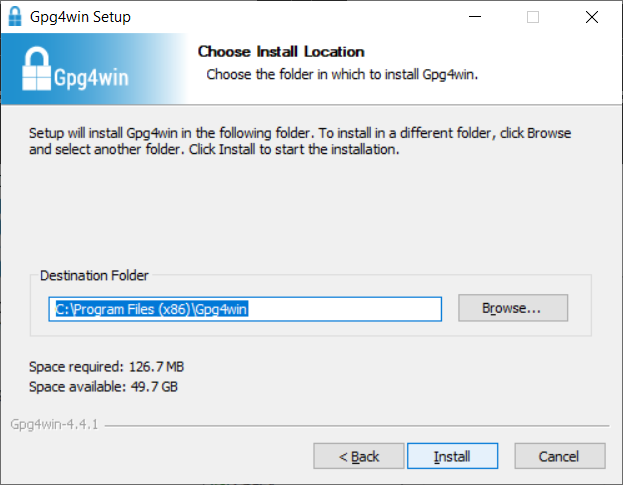 Gpg4win Setup
Gpg4win
Choose Install Location
Choose the folder in which to install Gpg4win.
Setup will install Gpg4win in the following folder. To install in a different folder, click Browse
and select another folder. Click Install to start the installation.
Destination Folder
C:\Program Files (x86)\Gpg4win
Browse...
Space required: 126.7 MB
Space available: 49.7 GB
Gpg4win-4.4.1
< Back
Install
Cancel